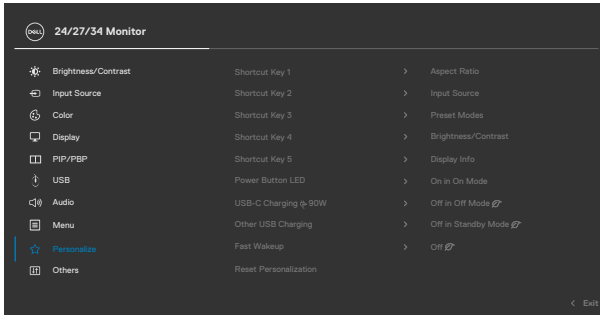 DELL
24/27/34 Monitor
Brightness/Contrast
Shortcut Key 1 > Aspect Ratio
Input Source
Shortcut Key 2 > Input Source
Color
Shortcut Key 3 > Preset Modes
Display
Shortcut Key 4 > Brightness/Contrast
PIP/PBP
Shortcut Key 5 > Display Info
USB
Power Button LED > On in On Mode
Audio
USB-C Charging 90W > Off in Off Mode
Menu
Other USB Charging > Off in Standby Mode
Personalize
Fast Wakeup > Off
Others
Reset Personalization
< Exit